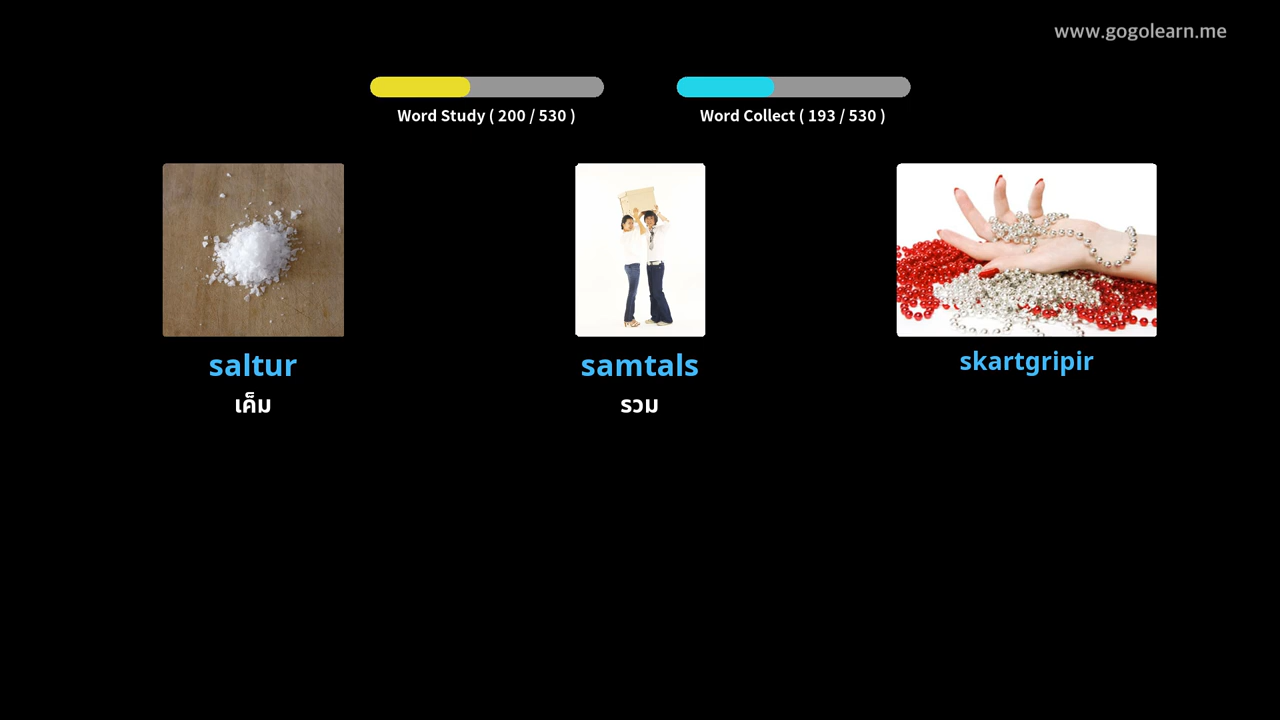 www.gogolearn.me
Word Study ( 200 / 530 )
Word Collect ( 193 / 530 )
saltur
เค็ม
samtals
รวม
skartgripir